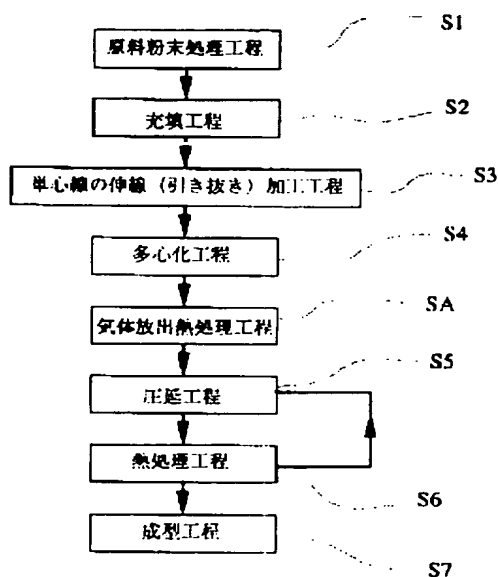 S1
原料粉末処理工程
S2
充填工程
S3
単心線の伸線(引き抜き)加工工程
S4
多心化工程
SA
気体放出熱処理工程
S5
圧延工程
熱処理工程
S6
成型工程
S7